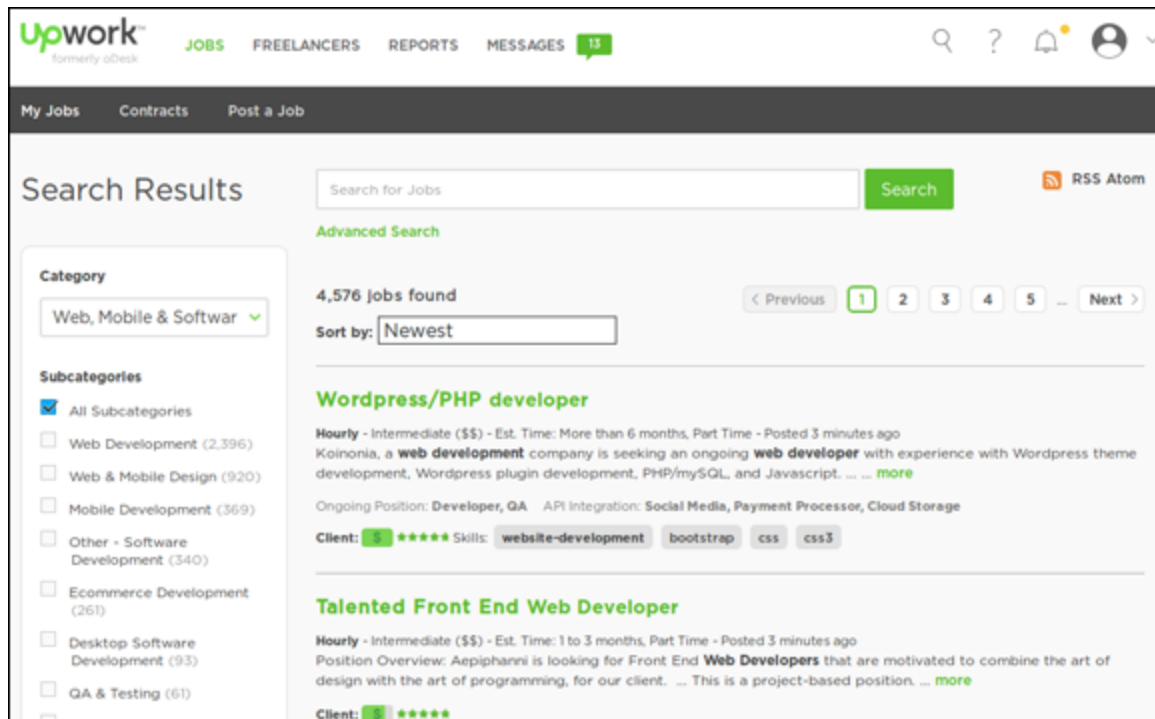 Upwork™
formerly oDesk
JOBS FREELANCERS REPORTS MESSAGES 13
My Jobs Contracts Post a Job
Search Results
Search for Jobs
Search
RSS Atom
Advanced Search
Category
Web, Mobile & Softwar
Subcategories
All Subcategories
Web Development (2,396)
Web & Mobile Design (920)
Mobile Development (369)
Other - Software
Development (340)
Ecommerce Development
(261)
Desktop Software
Development (93)
QA & Testing (61)
4,576 jobs found
< Previous 1 2 3 4 5 ... Next >
Sort by: Newest
Wordpress/PHP developer
Hourly - Intermediate ($$) - Est. Time: More than 6 months, Part Time - Posted 3 minutes ago
Koinonia, a web development company is seeking an ongoing web developer with experience with Wordpress theme
development, Wordpress plugin development, PHP/mySQL, and Javascript. ... ... more
Ongoing Position: Developer, QA API Integration: Social Media, Payment Processor, Cloud Storage
Client: $ ★★★★★ Skills: website-development bootstrap css css3
Talented Front End Web Developer
Hourly - Intermediate ($$) - Est. Time: 1 to 3 months, Part Time - Posted 3 minutes ago
Position Overview: Aepiphanni is looking for Front End Web Developers that are motivated to combine the art of
design with the art of programming, for our client. ... This is a project-based position. ... more
Client: $ ★★★★★